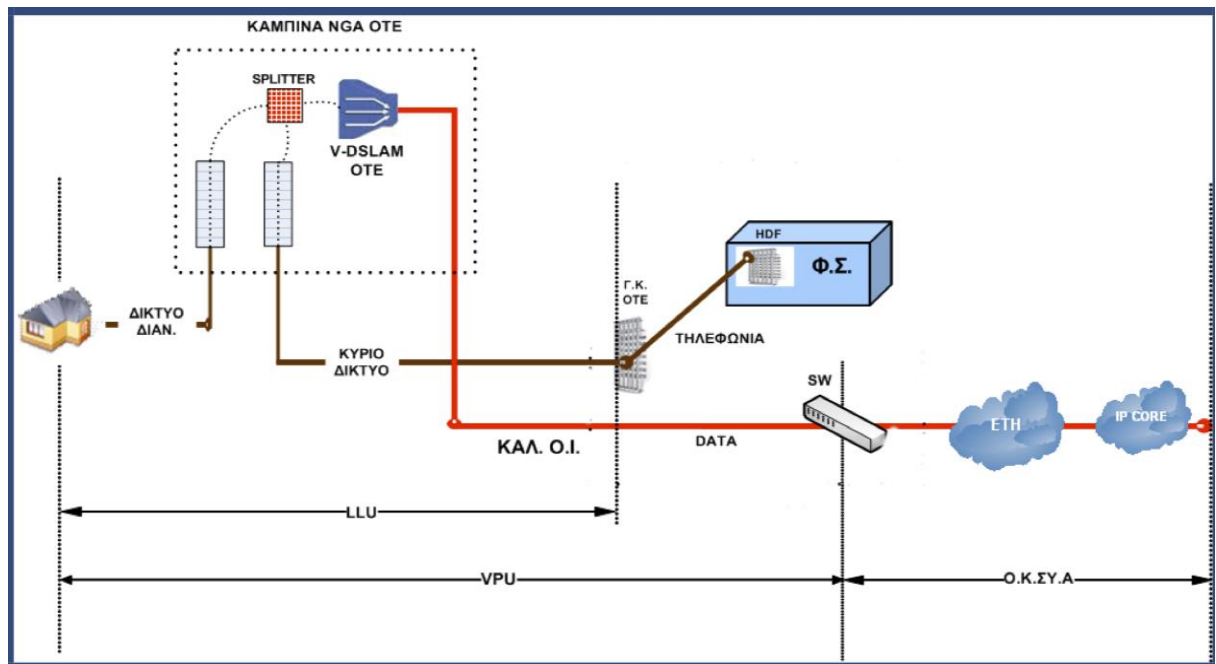 ΚΑΜΠΙΝΑ NGA ΟΤΕ
SPLITTER
V-DSLAM
ΟΤΕ
HDF
Φ.Σ.
Γ.Κ.
ΟΤΕ
ΔΙΚΤΥΟ
ΔΙΑΝ.
ΤΗΛΕΦΩΝΙΑ
ΚΥΡΙΟ
ΔΙΚΤΥΟ
SW
ETH
IP CORE
ΚΑΛ. Ο.Ι.
DATA
LLU
VPU
Ο.Κ.ΣΥ.Α